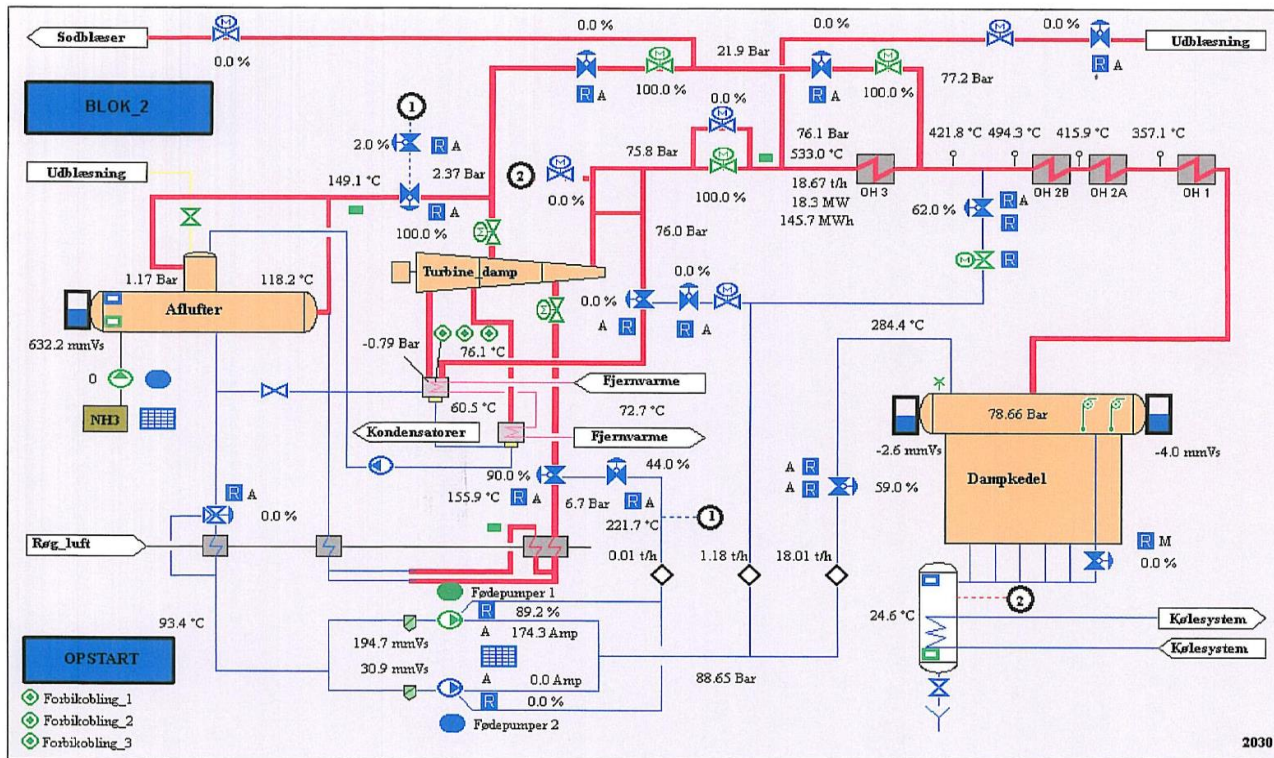 0.0 %
0.0 %
0.0 %
0.0 %
Sodblæser
0.0 %
21.9 Bar
Udblæsning
M
R A
BLOK_2
100.0 %
R A
R A
100.0 %
77.2 Bar
1
0.0 %
2.0 %
R A
75.8 Bar
76.1 Bar
533.0 °C
421.8 °C
494.3 °C
415.9 °C
357.1 °C
Udblæsning
149.1 °C
2.37 Bar
2
0.0 %
100.0 %
18.67 t/h
18.3 MW
145.7 MWh
OH 3
OH 2B
OH 2A
OH 1
R A
100.0 %
62.0 %
R A
R
76.0 Bar
M
R
1.17 Bar
118.2 °C
Turbine_damp
0.0 %
Aflufter
0.0 %
A R
R A
284.4 °C
632.2 mmVs
-0.79 Bar
76.1 °C
0
NH3
Fjernvarme
60.5 °C
72.7 °C
Kondensatorer
Fjernvarme
78.66 Bar
-2.6 mmVs
-4.0 mmVs
90.0 %
44.0 %
A R
A R
59.0 %
Dampkedel
R A
0.0 %
155.9 °C
R A
6.7 Bar
R A
221.7 °C
1
Røg_luft
0.01 t/h
1.18 t/h
18.01 t/h
R M
0.0 %
Fødepumper 1
R
89.2 %
24.6 °C
2
93.4 °C
A
174.3 Amp
Kølesystem
194.7 mmVs
OPSTART
30.9 mmVs
Kølesystem
A
0.0 Amp
88.65 Bar
R
0.0 %
Forbikobling_1
Forbikobling_2
Fødepumper 2
Forbikobling_3
2030